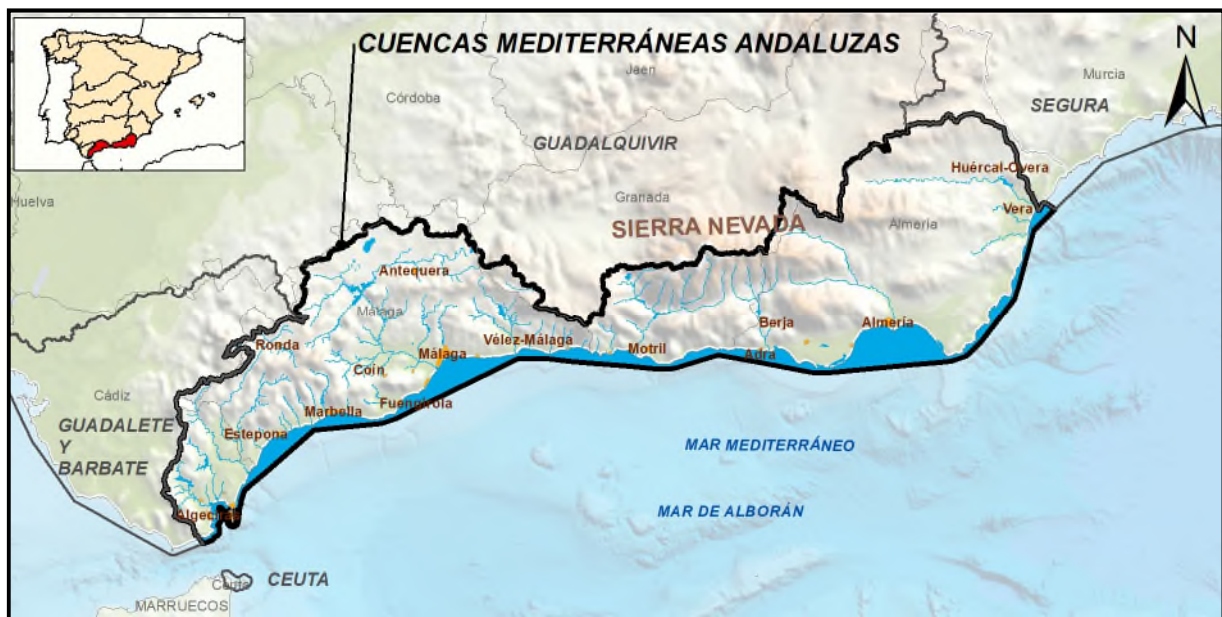 CUENCAS MEDITERRÁNEAS ANDALUZAS
N
Jaén
Murcia
Córdoba
SEGURA
GUADALQUIVIR
Huércal-Overa
Huelva
Granada
Vera
SIERRA NEVADA
Almería
Antequera
Málaga
Berja
Almería
Ronda
Vélez-Málaga
Motril
Málaga
Adra
Coín
Cádiz
Fuengirola
Marbella
GUADALETE
Y
BARBATE
Estepona
MAR MEDITERRÁNEO
MAR DE ALBORÁN
Algeciras
CEUTA
Ceuta
MARRUECOS